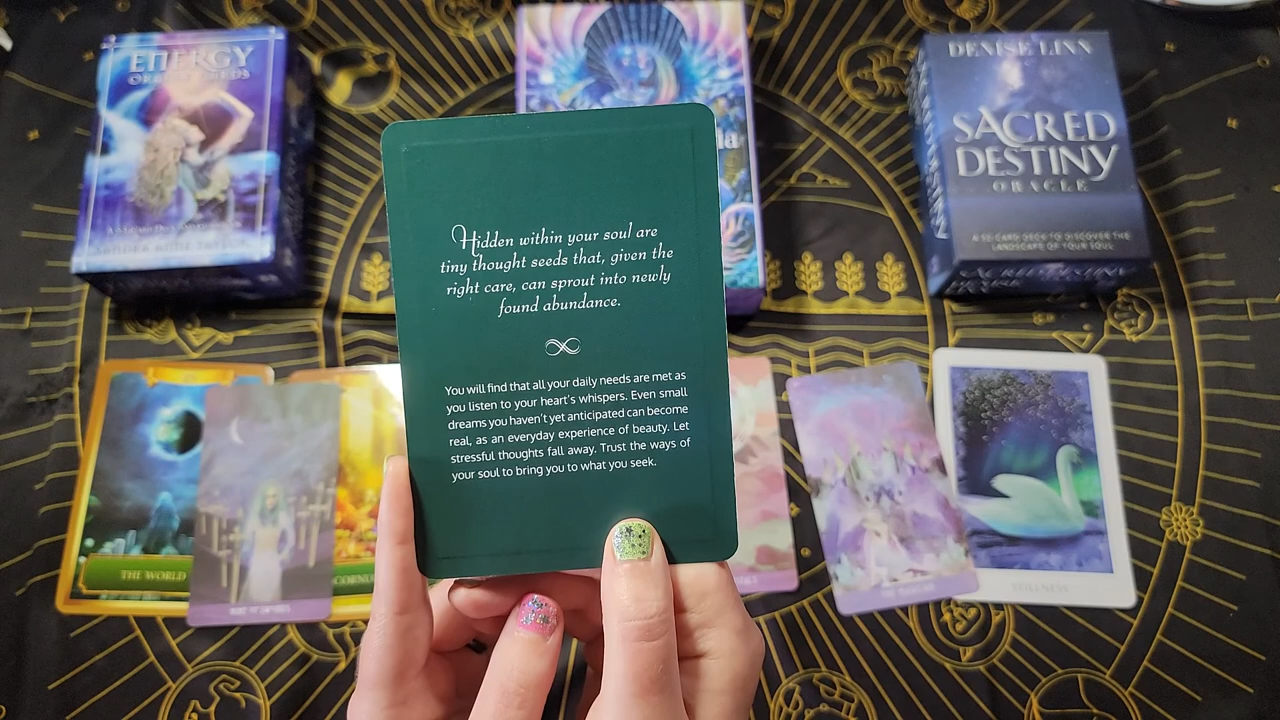 ENERGY
ORACLE CARDS
DENISE LINN
SACRED
DESTINY
ORACLE
A 52-CARD DECK TO DISCOVER THE
LANDSCAPE OF YOUR SOUL
Hidden within your soul are
tiny thought seeds that, given the
right care, can sprout into newly
found abundance.
You will find that all your daily needs are met as
you listen to your heart's whispers. Even small
dreams you haven't yet anticipated can become
real, as an everyday experience of beauty. Let
stressful thoughts fall away. Trust the ways of
your soul to bring you to what you seek.
THE WORLD
STILLNESS